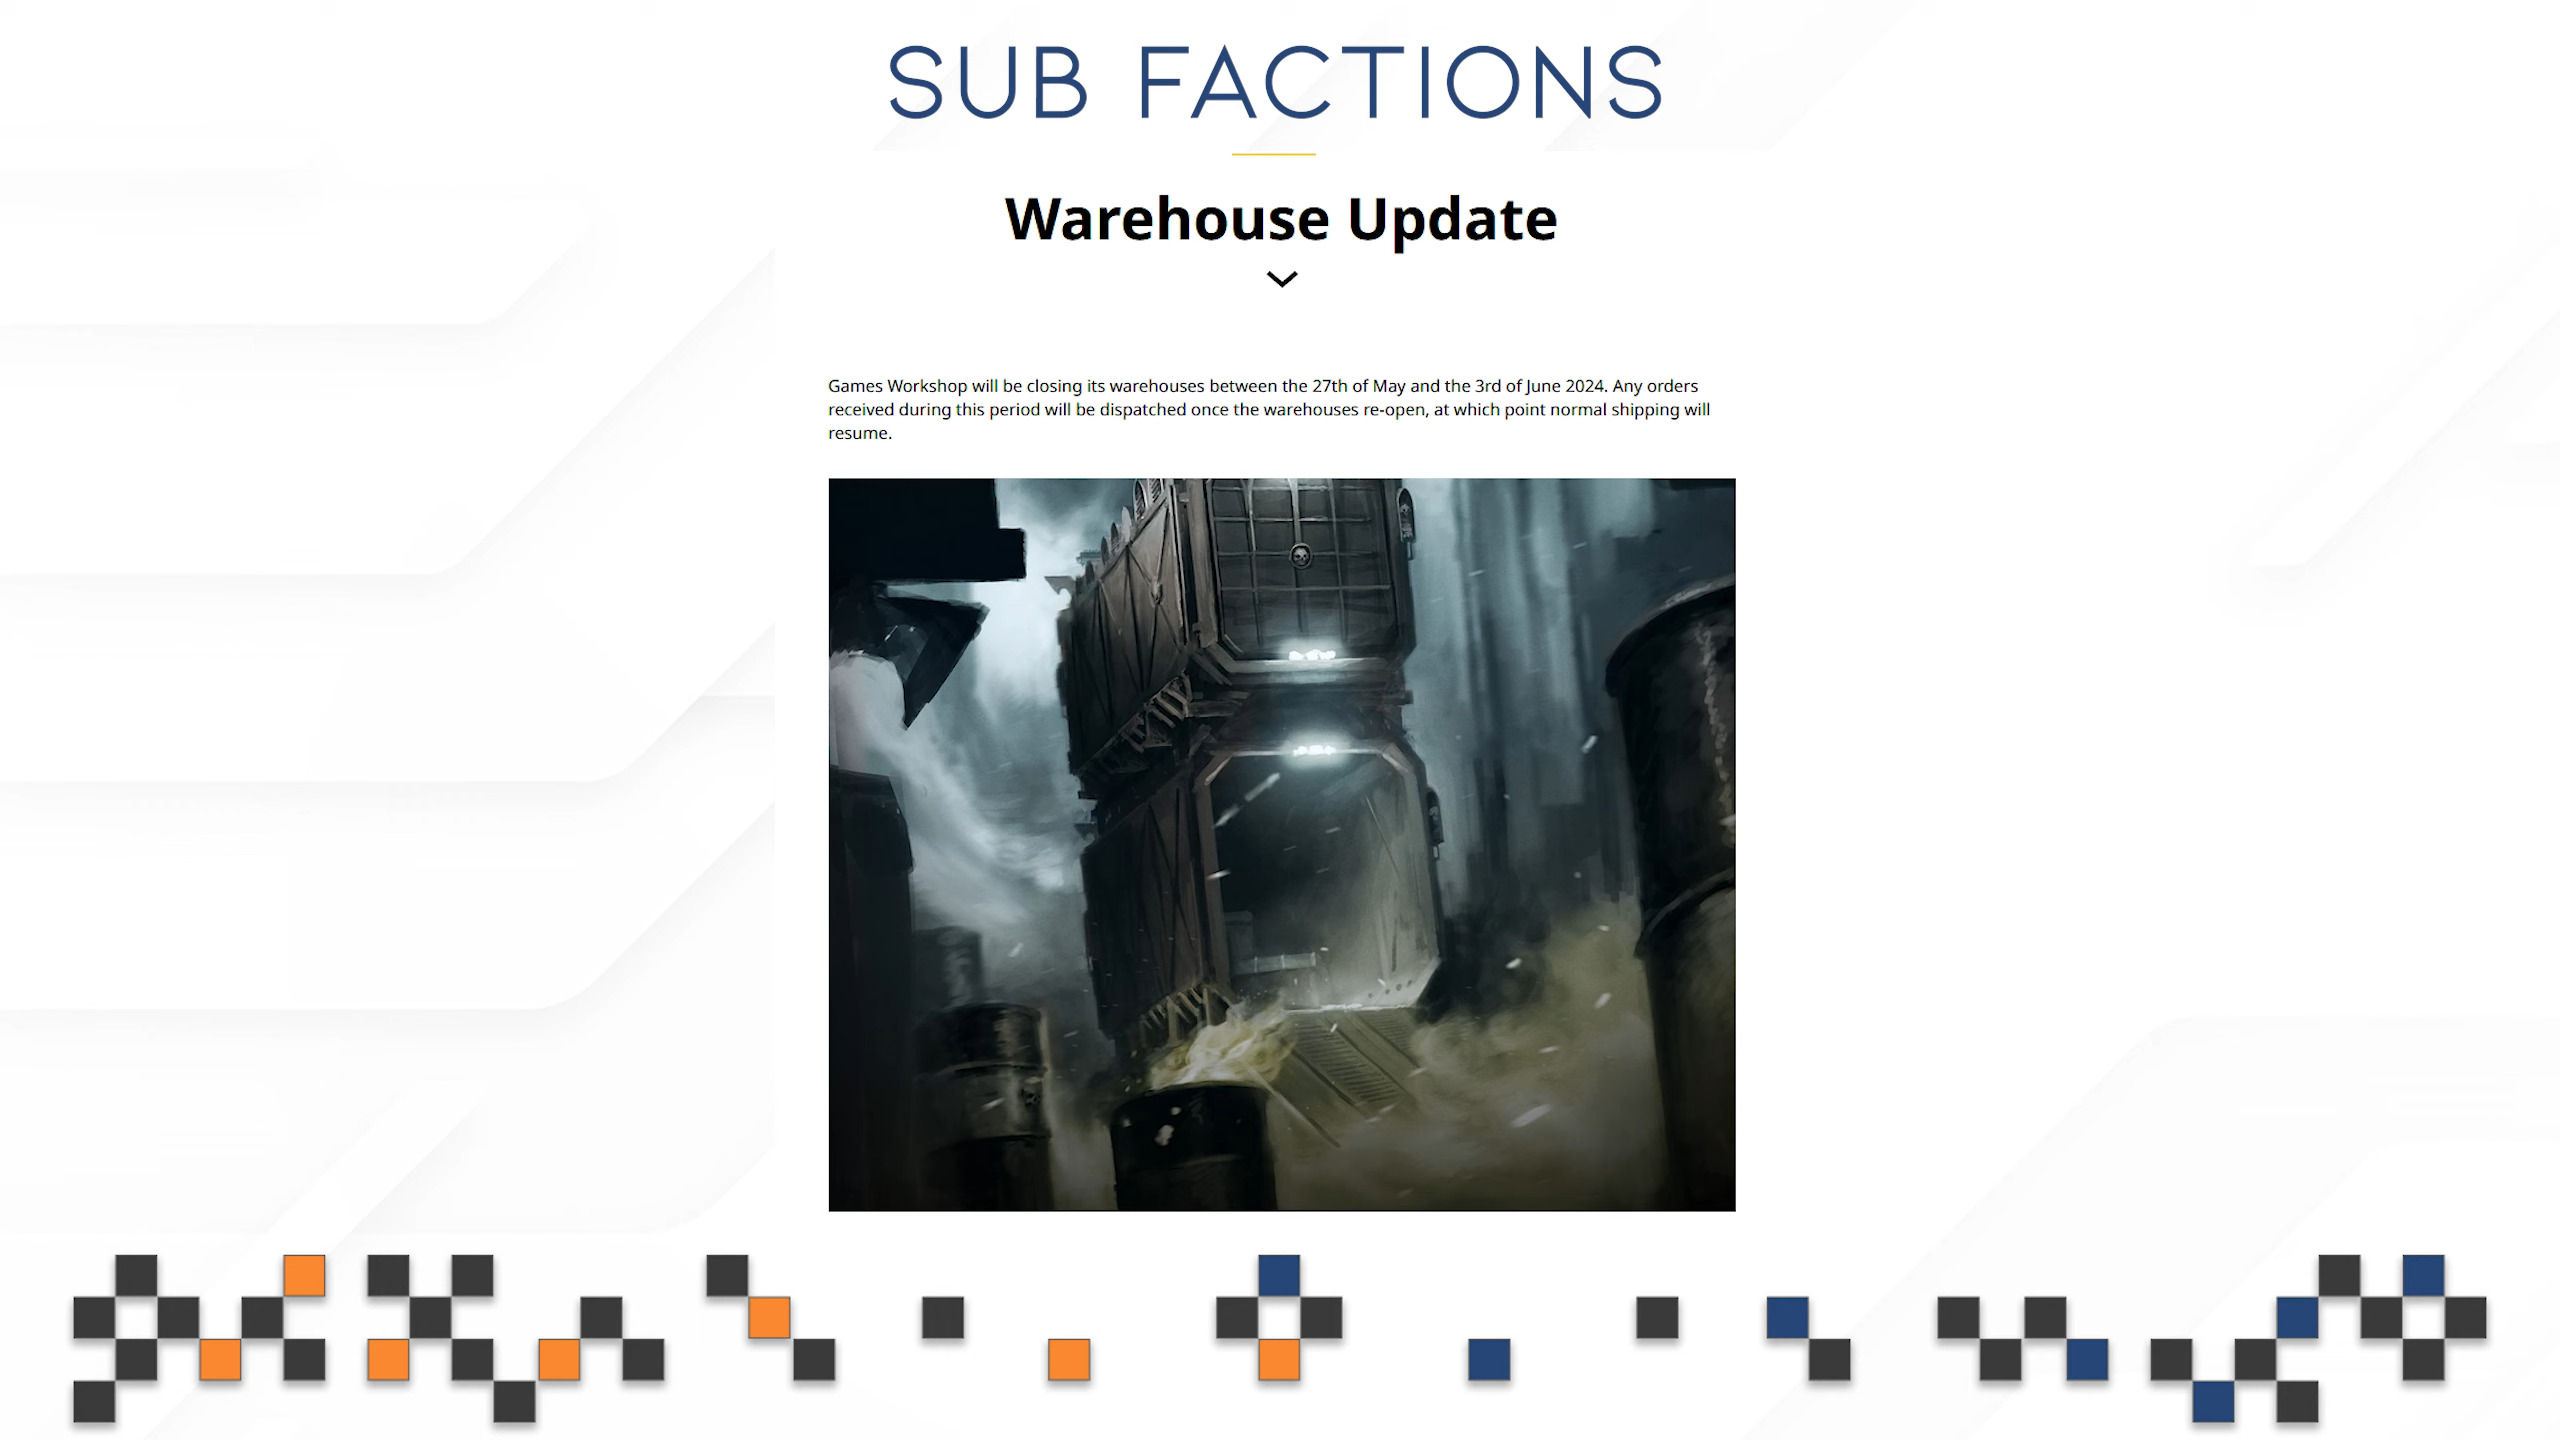 SUB FACTIONS
Warehouse Update
Games Workshop will be closing its warehouses between the 27th of May and the 3rd of June 2024. Any orders
received during this period will be dispatched once the warehouses re-open, at which point normal shipping will
resume.